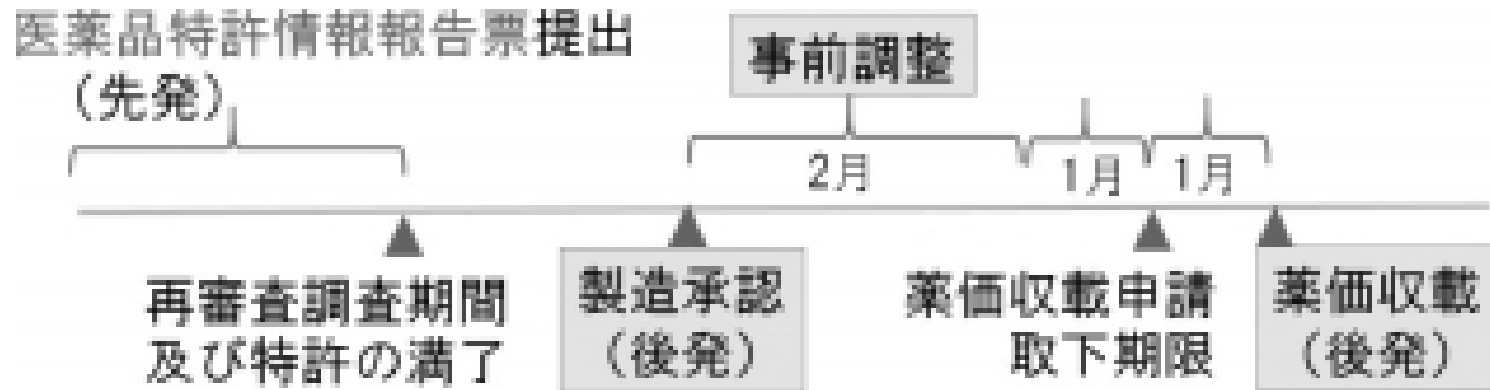 医薬品特許情報報告票提出
（先発）
事前調整
2月
1月
1月
再審査調査期間
及び特許の満了
製造承認
（後発）
薬価収載申請
取下期限
薬価収載
（後発）